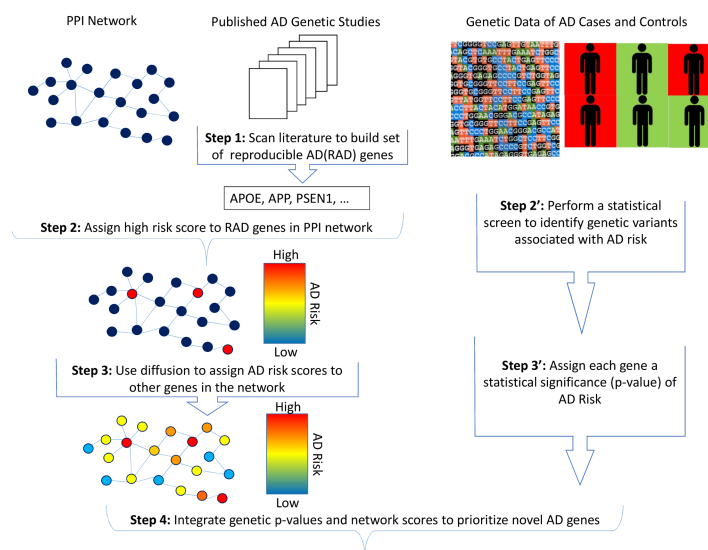 PPI Network
Published AD Genetic Studies
Genetic Data of AD Cases and Controls
Step 1: Scan literature to build set
of reproducible AD(RAD) genes
APOE, APP, PSEN1, ...
Step 2: Assign high risk score to RAD genes in PPI network
High
AD Risk
Low
Step 3: Use diffusion to assign AD risk scores to
other genes in the network
High
AD Risk
Low
Step 2′: Perform a statistical
screen to identify genetic variants
associated with AD risk
Step 3′: Assign each gene a
statistical significance (p-value) of
AD Risk
Step 4: Integrate genetic p-values and network scores to prioritize novel AD genes